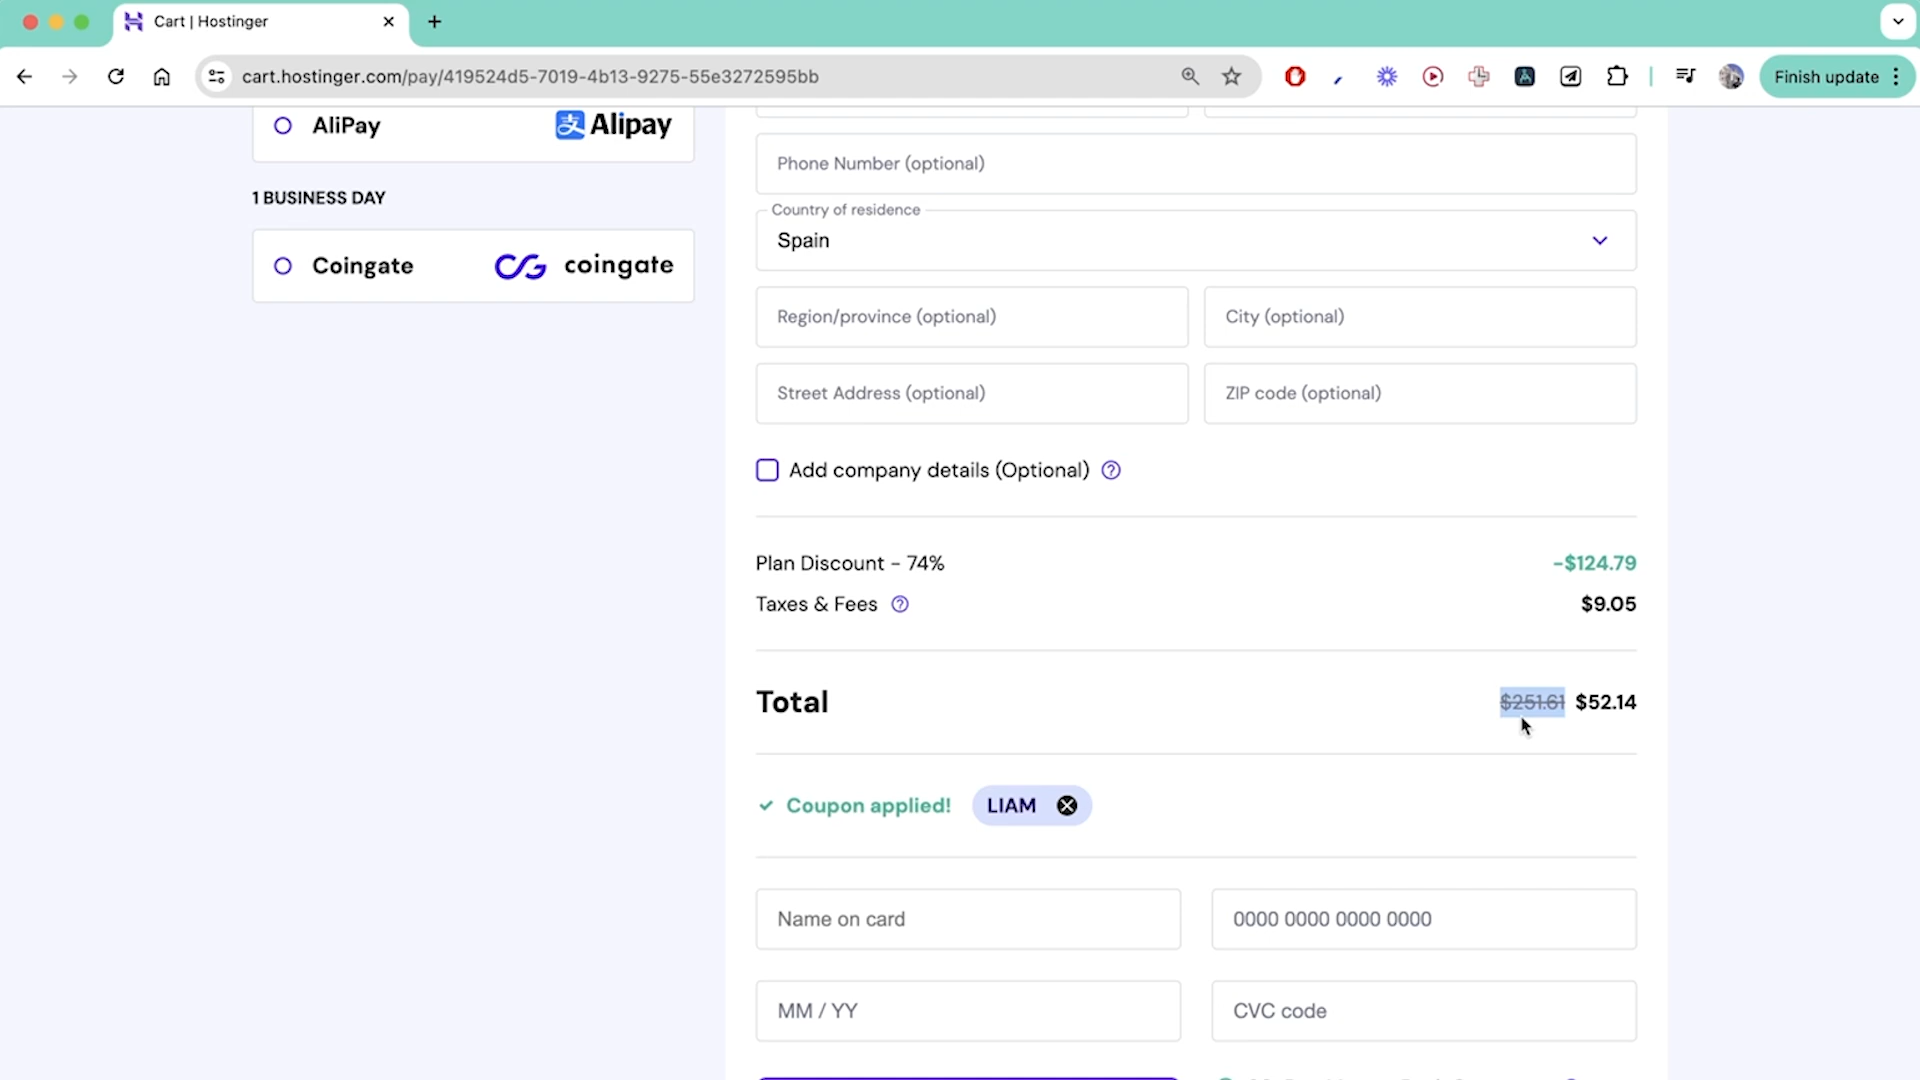 Cart | Hostinger
cart.hostinger.com/pay/419524d5-7019-4b13-9275-55e3272595bb
Finish update
AliPay
支 Alipay
Phone Number (optional)
1 BUSINESS DAY
Country of residence
Spain
Coingate
coingate
Region/province (optional)
City (optional)
Street Address (optional)
ZIP code (optional)
Add company details (Optional) ?
Plan Discount - 74%
-$124.79
Taxes & Fees ?
$9.05
Total
$251.61 $52.14
Coupon applied!
LIAM
Name on card
0000 0000 0000 0000
MM / YY
CVC code